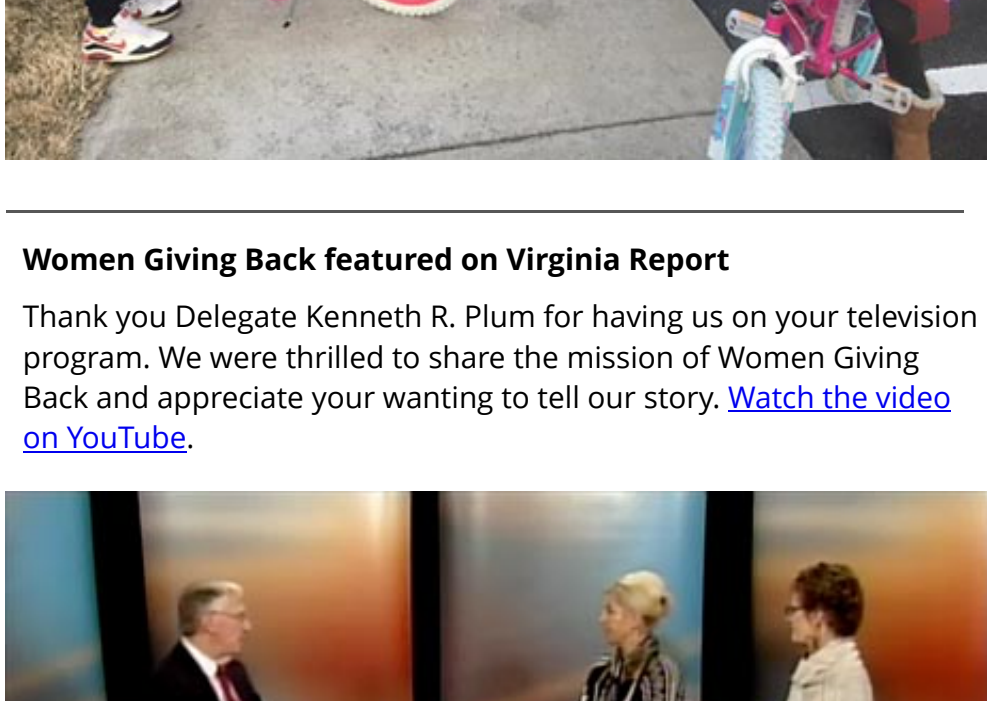 Women Giving Back featured on Virginia Report
Thank you Delegate Kenneth R. Plum for having us on your television
program. We were thrilled to share the mission of Women Giving
Back and appreciate your wanting to tell our story. Watch the video
on YouTube.